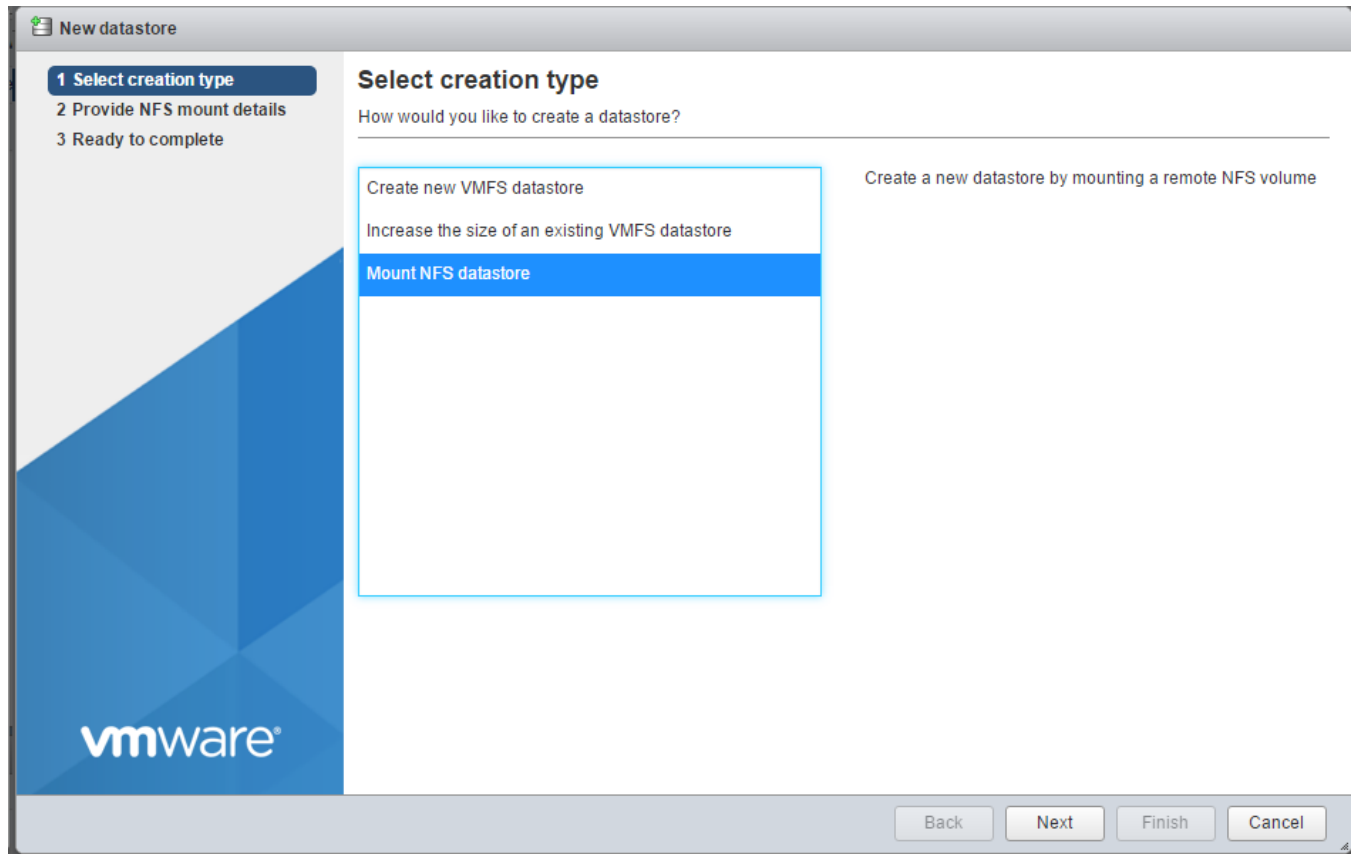 New datastore
1 Select creation type
2 Provide NFS mount details
3 Ready to complete
Select creation type
How would you like to create a datastore?
Create new VMFS datastore
Increase the size of an existing VMFS datastore
Mount NFS datastore
Create a new datastore by mounting a remote NFS volume
vmware®
Back Next Finish Cancel